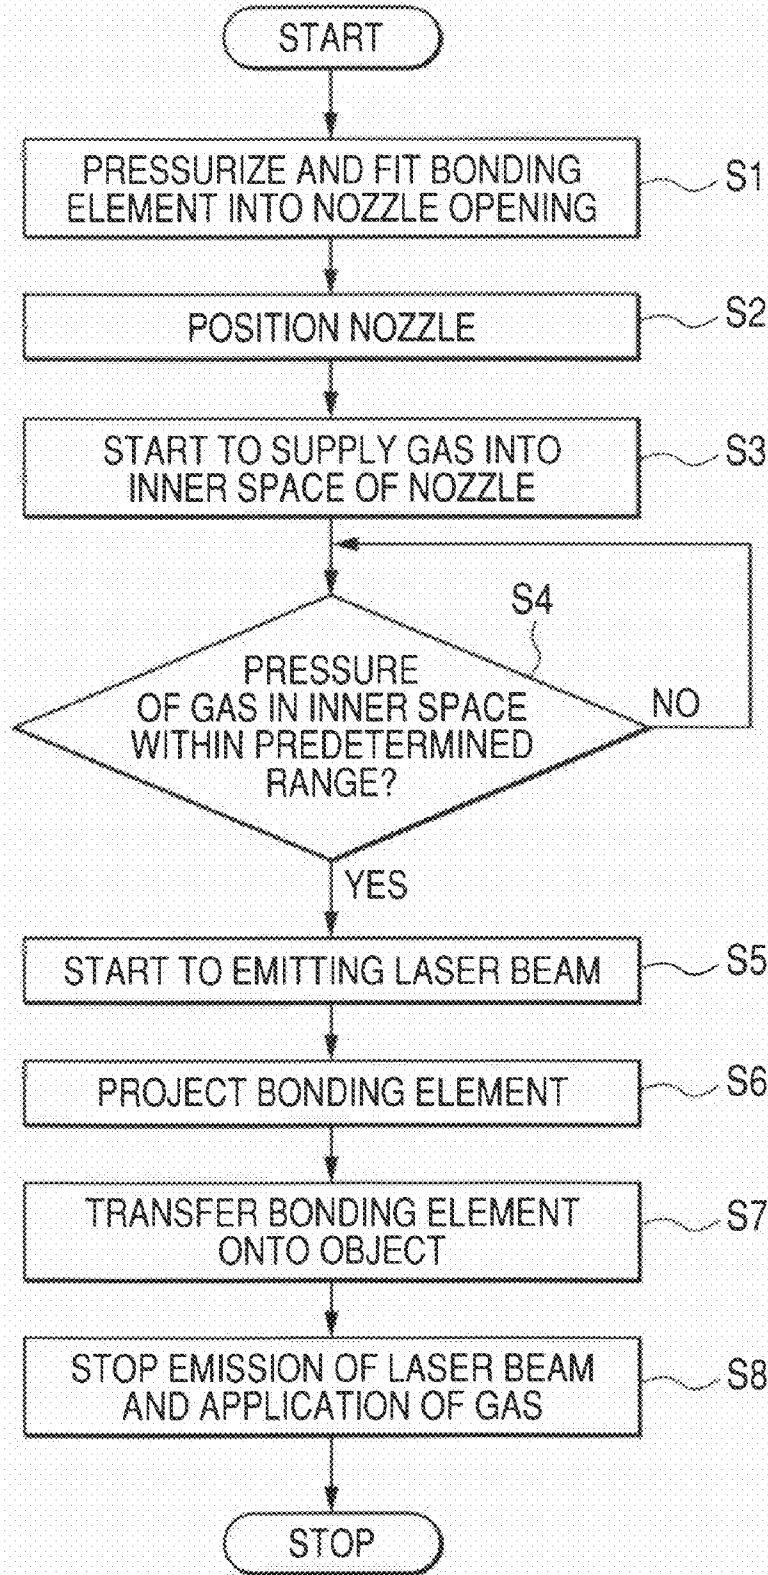 START
PRESSURIZE AND FIT BONDING
ELEMENT INTO NOZZLE OPENING
S1
POSITION NOZZLE
S2
START TO SUPPLY GAS INTO
INNER SPACE OF NOZZLE
S3
S4
PRESSURE
OF GAS IN INNER SPACE
WITHIN PREDETERMINED
RANGE?
NO
YES
START TO EMITTING LASER BEAM
S5
PROJECT BONDING ELEMENT
S6
TRANSFER BONDING ELEMENT
ONTO OBJECT
S7
STOP EMISSION OF LASER BEAM
AND APPLICATION OF GAS
S8
STOP